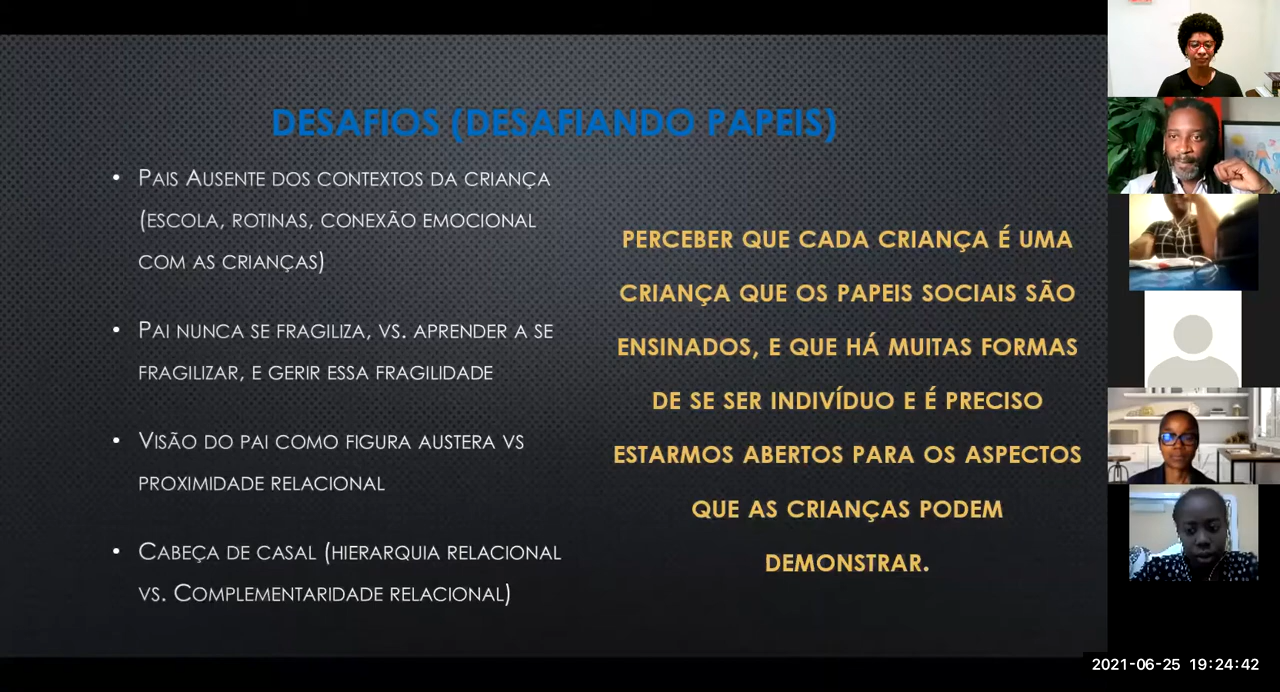 DESAFIOS (DESAFIANDO PAPEIS)
• PAIS AUSENTE DOS CONTEXTOS DA CRIANÇA
(ESCOLA, ROTINAS, CONEXÃO EMOCIONAL
COM AS CRIANÇAS)
• PAI NUNCA SE FRAGILIZA, VS. APRENDER A SE
FRAGILIZAR, E GERIR ESSA FRAGILIDADE
• VISÃO DO PAI COMO FIGURA AUSTERA VS
PROXIMIDADE RELACIONAL
• CABEÇA DE CASAL (HIERARQUIA RELACIONAL
VS. COMPLEMENTARIDADE RELACIONAL)
PERCEBER QUE CADA CRIANÇA É UMA
CRIANÇA QUE OS PAPEIS SOCIAIS SÃO
ENSINADOS, E QUE HÁ MUITAS FORMAS
DE SE SER INDIVÍDUO E É PRECISO
ESTARMOS ABERTOS PARA OS ASPECTOS
QUE AS CRIANÇAS PODEM
DEMONSTRAR.
2021-06-25 19:24:42